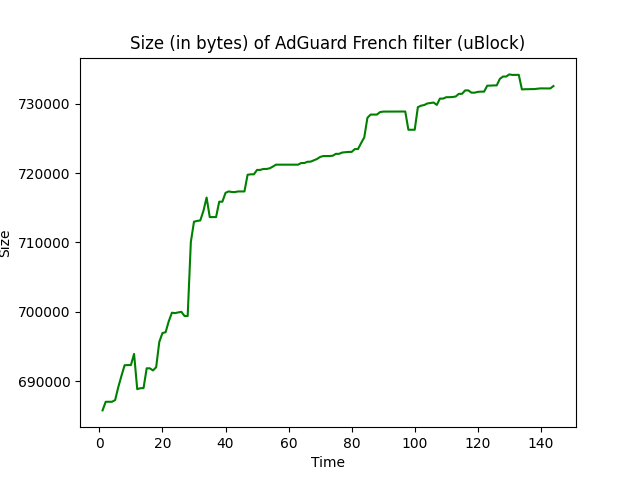 Size (in bytes) of AdGuard French filter (uBlock)
730000
720000
710000
700000
690000
Size
0 20 40 60 80 100 120 140
Time